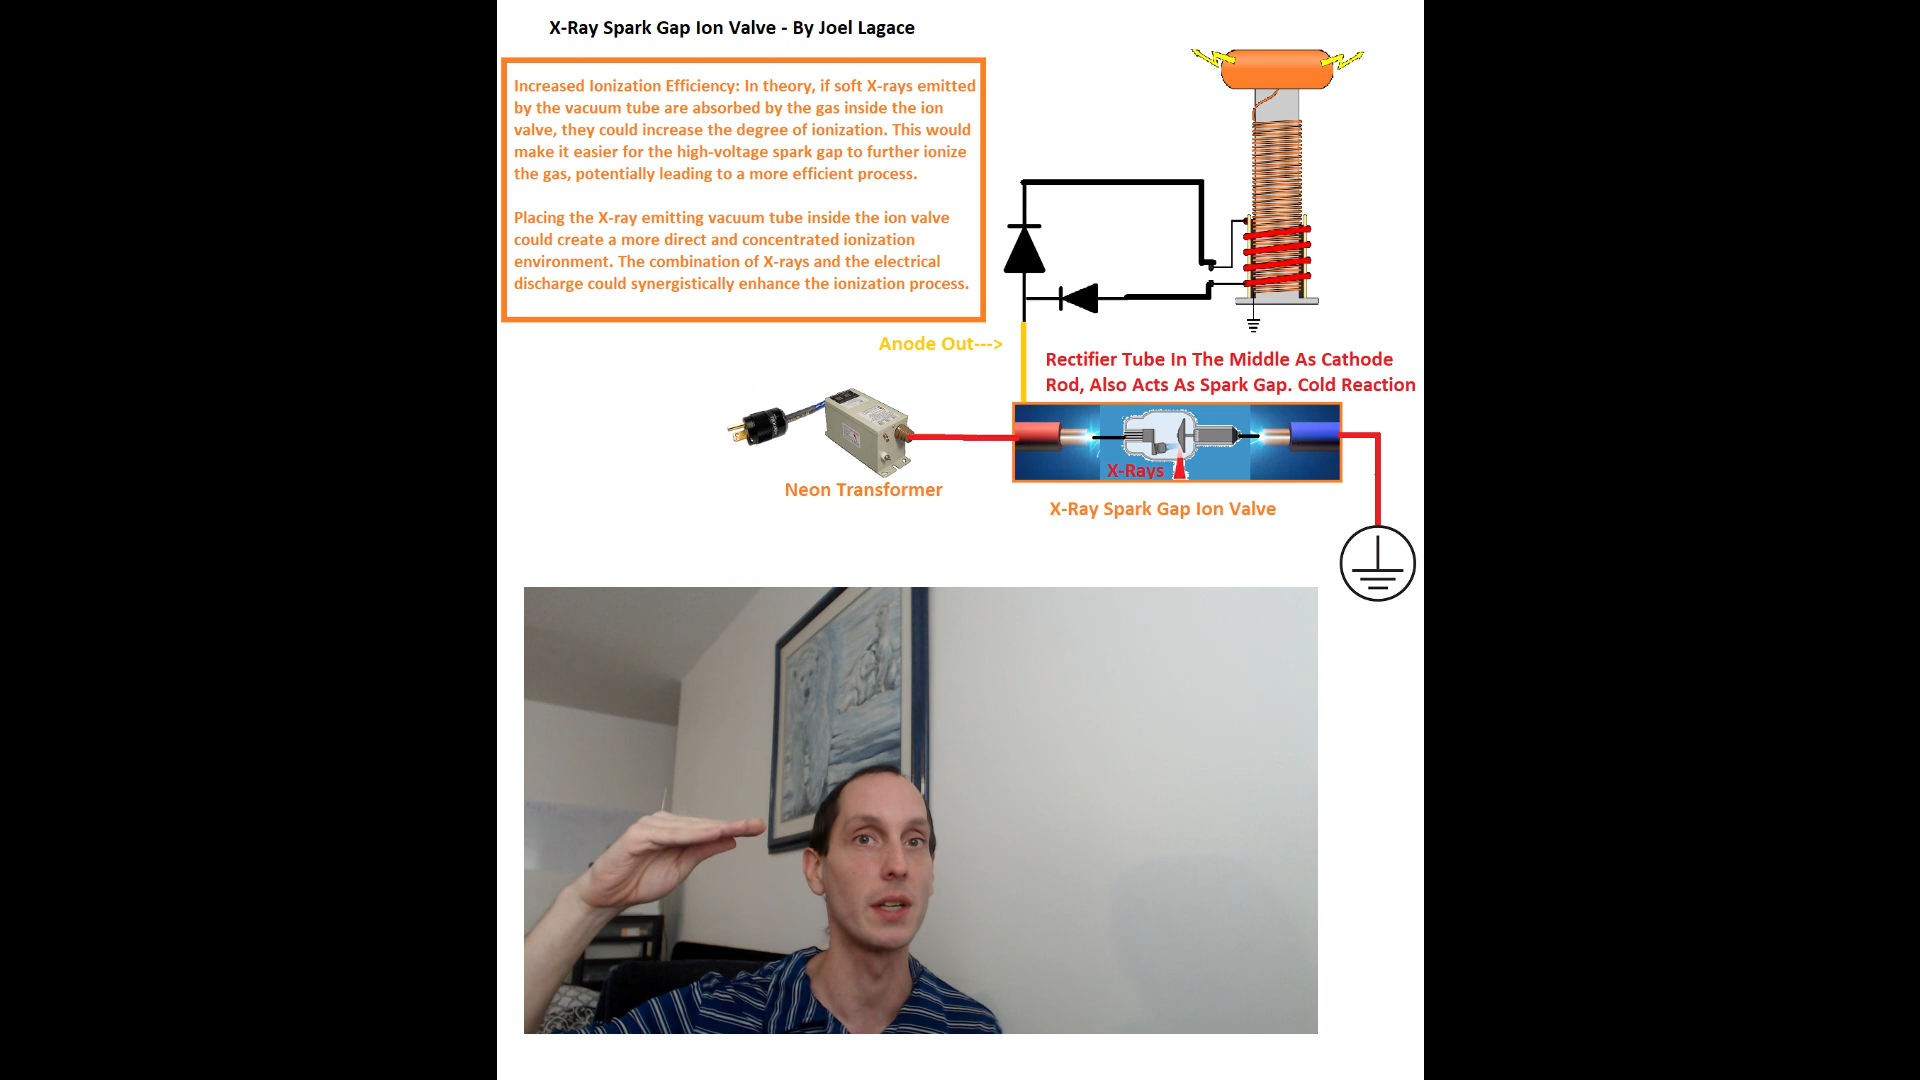 X-Ray Spark Gap Ion Valve - By Joel Lagace
Increased Ionization Efficiency: In theory, if soft X-rays emitted
by the vacuum tube are absorbed by the gas inside the ion
valve, they could increase the degree of ionization. This would
make it easier for the high-voltage spark gap to further ionize
the gas, potentially leading to a more efficient process.
Placing the X-ray emitting vacuum tube inside the ion valve
could create a more direct and concentrated ionization
environment. The combination of X-rays and the electrical
discharge could synergistically enhance the ionization process.
Anode Out--->
Rectifier Tube In The Middle As Cathode
Rod, Also Acts As Spark Gap. Cold Reaction
X-Rays
Neon Transformer
X-Ray Spark Gap Ion Valve